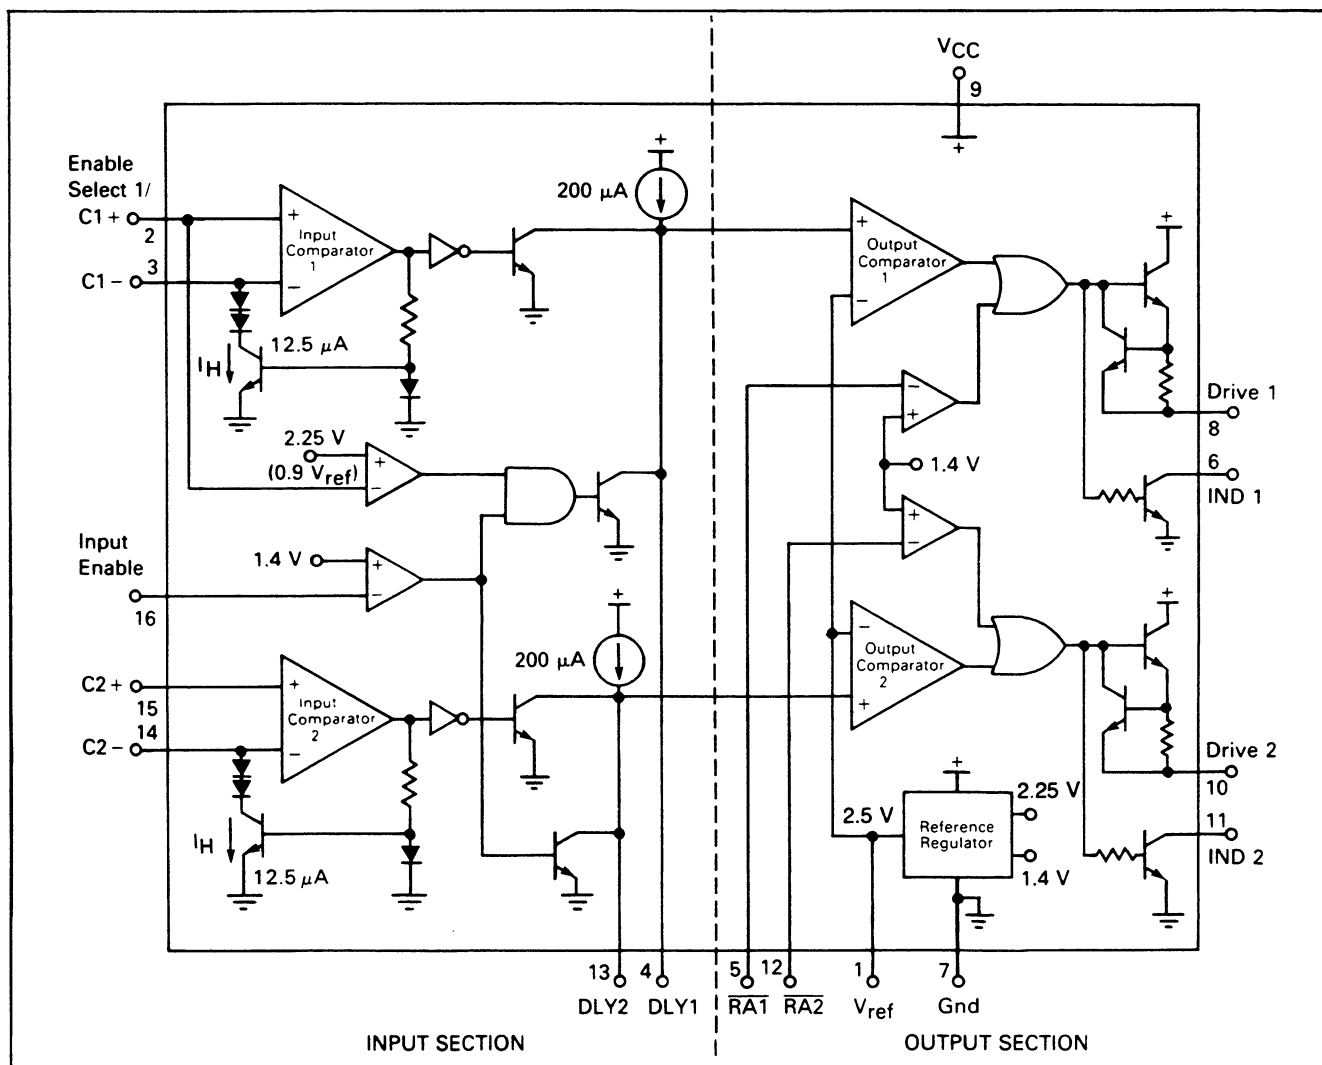 VCC
9
Enable
Select 1/
C1+
2
3
C1-
+
-
Input
Comparator
1
200 μA
+
12.5 μA
IH
2.25 V
(0.9 Vref)
+
-
Input
Enable
16
1.4 V
+
-
C2+
15
14
C2-
+
-
Input
Comparator
2
200 μA
+
IH
12.5 μA
+
+
-
Output
Comparator
1
-
+
1.4 V
+
-
-
+
Output
Comparator
2
+
Drive 1
8
6
IND 1
+
Drive 2
10
11
IND 2
+
2.5 V
Reference
Regulator
2.25 V
1.4 V
13
4
5
12
1
7
DLY2
DLY1
RA1
RA2
Vref
Gnd
INPUT SECTION
OUTPUT SECTION